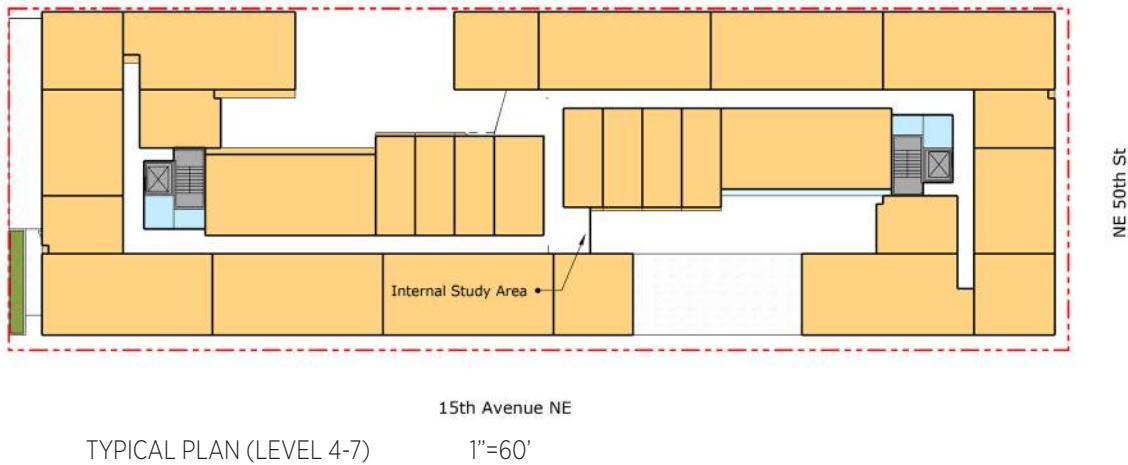 NE 50th St
Internal Study Area
15th Avenue NE
TYPICAL PLAN (LEVEL 4-7) 1"=60'